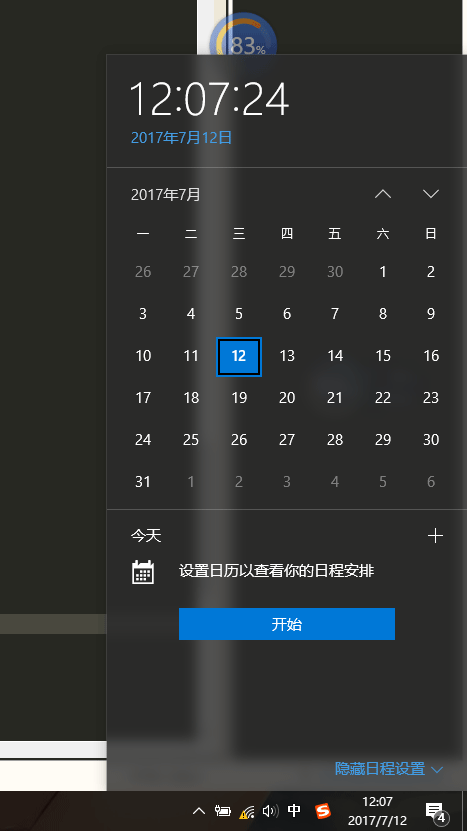 83%
12:07:24
2017年7月12日
2017年7月
一 二 三 四 五 六 日
26 27 28 29 30 1 2
3 4 5 6 7 8 9
10 11 12 13 14 15 16
17 18 19 20 21 22 23
24 25 26 27 28 29 30
31 1 2 3 4 5 6
今天
设置日历以查看你的日程安排
开始
隐藏日程设置
中 S 12:07 4
2017/7/12